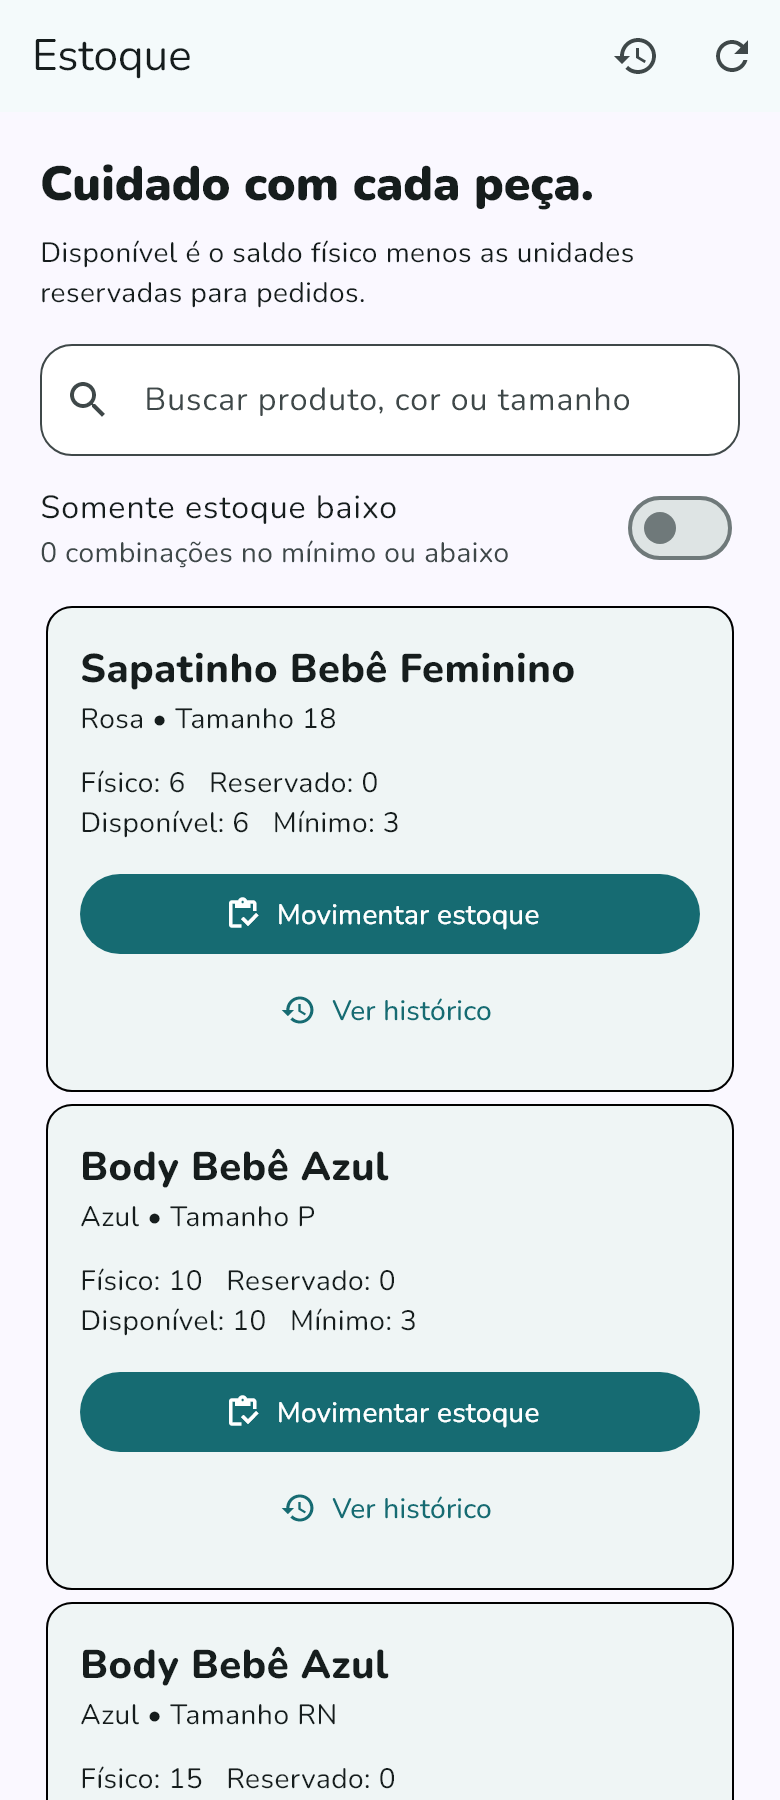 Estoque
Cuidado com cada peça.
Disponível é o saldo físico menos as unidades
reservadas para pedidos.
Buscar produto, cor ou tamanho
Somente estoque baixo
0 combinações no mínimo ou abaixo
Sapatinho Bebê Feminino
Rosa • Tamanho 18
Físico: 6 Reservado: 0
Disponível: 6 Mínimo: 3
Movimentar estoque
Ver histórico
Body Bebê Azul
Azul • Tamanho P
Físico: 10 Reservado: 0
Disponível: 10 Mínimo: 3
Movimentar estoque
Ver histórico
Body Bebê Azul
Azul • Tamanho RN
Físico: 15 Reservado: 0